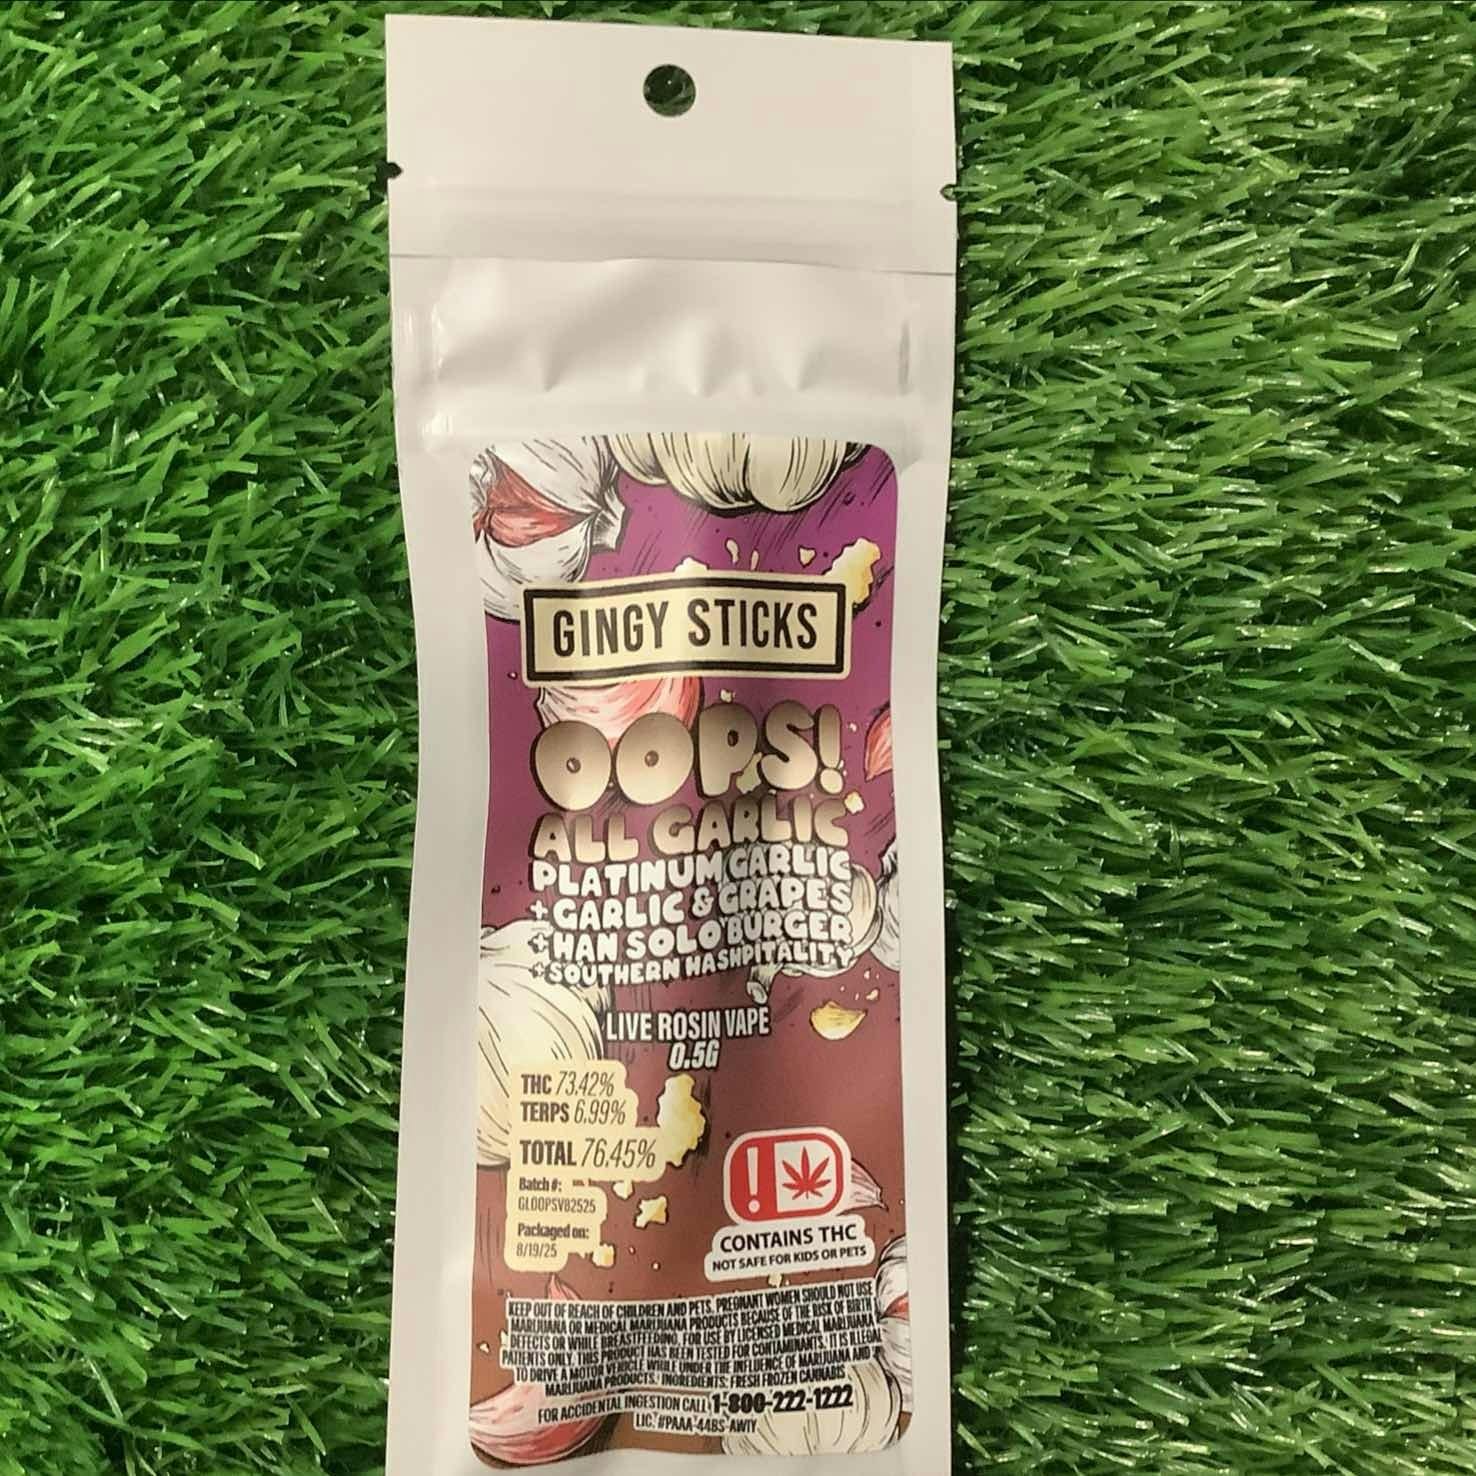 GINGY STICKS
OOPS!
ALL GARLIC
PLATINUM GARLIC
+GARLIC & GRAPES
+HAN SOLO BURGER
+SOUTHERN HASHPITALITY
LIVE ROSIN VAPE
0.5G
THC 73.42%
TERPS 6.99%
TOTAL 76.45%
Batch #:
GLOOPSV82525
Packaged on:
8/19/25
!
CONTAINS THC
NOT SAFE FOR KIDS OR PETS
KEEP OUT OF REACH OF CHILDREN AND PETS. PREGNANT WOMEN SHOULD NOT USE
MARIJUANA OR MEDICAL MARIJUANA PRODUCTS BECAUSE OF THE RISK OF BIRTH
DEFECTS OR WHILE BREASTFEEDING. FOR USE BY LICENSED MEDICAL MARIJUANA
PATIENTS ONLY. THIS PRODUCT HAS BEEN TESTED FOR CONTAMINANTS. IT IS ILLEGAL
TO DRIVE A MOTOR VEHICLE WHILE UNDER THE INFLUENCE OF MARIJUANA AND
MARIJUANA PRODUCTS. INGREDIENTS: FRESH FROZEN CANNABIS
FOR ACCIDENTAL INGESTION CALL 1-800-222-1222
LIC. #PAAA-44BS-AWIY